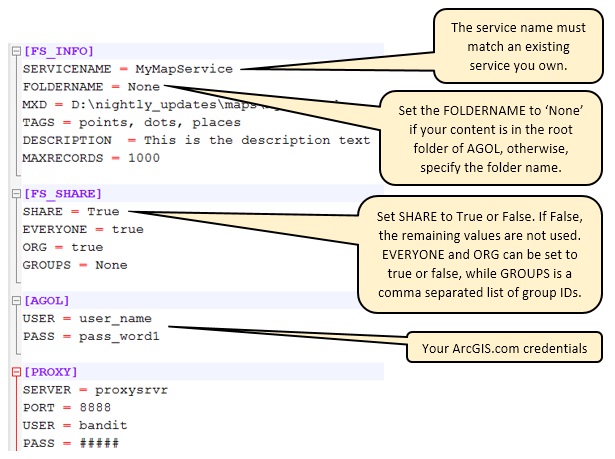 [FS_INFO]
SERVICENAME = MyMapService
FOLDERNAME = None
MXD = D:\nightly_updates\maps\
TAGS = points, dots, places
DESCRIPTION = This is the description text
MAXRECORDS = 1000
The service name must
match an existing
service you own.
Set the FOLDERNAME to ‘None’
if your content is in the root
folder of AGOL, otherwise,
specify the folder name.
[FS_SHARE]
SHARE = True
EVERYONE = true
ORG = true
GROUPS = None
Set SHARE to True or False. If False,
the remaining values are not used.
EVERYONE and ORG can be set to
true or false, while GROUPS is a
comma separated list of group IDs.
[AGOL]
USER = user_name
PASS = pass_word1
Your ArcGIS.com credentials
[PROXY]
SERVER = proxysrvr
PORT = 8888
USER = bandit
PASS = #####